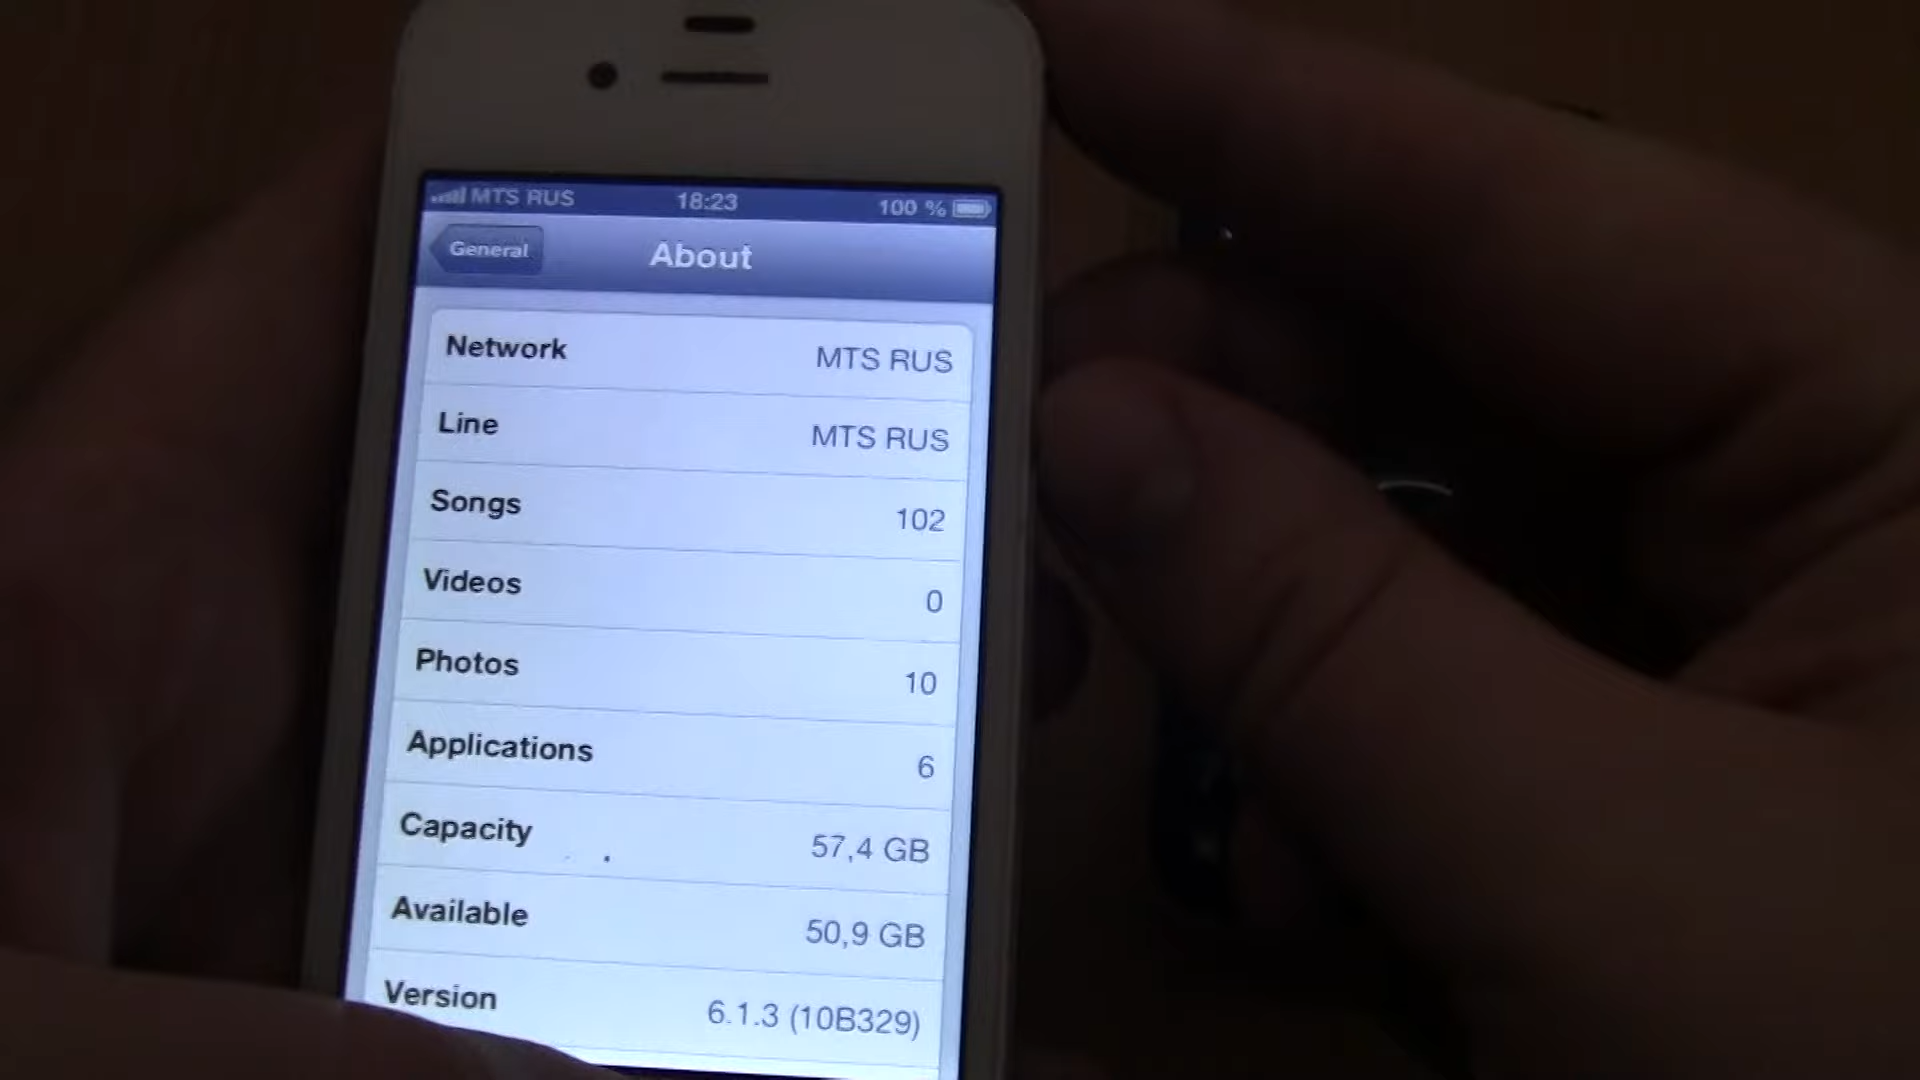 MTS RUS 18:23 100 %
General About
Network MTS RUS
Line MTS RUS
Songs 102
Videos 0
Photos 10
Applications 6
Capacity 57,4 GB
Available 50,9 GB
Version 6.1.3 (10B329)